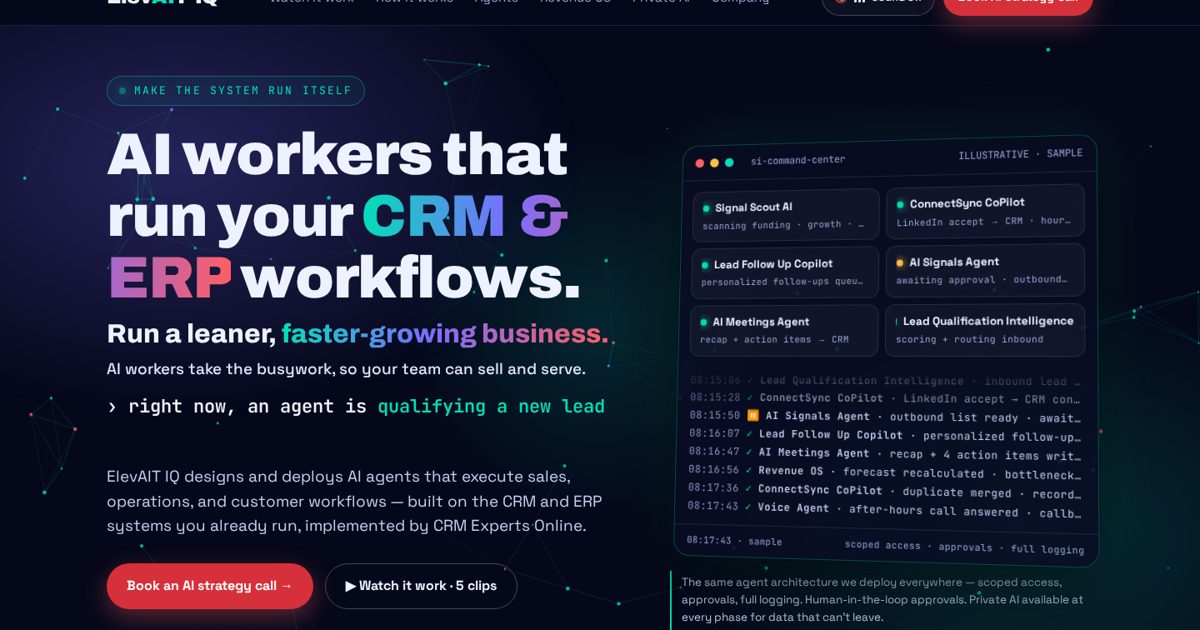 ElevAIT IQ
Watch it work
How it works
Agents
Revenue OS
Private AI
Company
Book AI strategy call
MAKE THE SYSTEM RUN ITSELF
AI workers that
run your CRM &
ERP workflows.
Run a leaner, faster-growing business.
AI workers take the busywork, so your team can sell and serve.
› right now, an agent is qualifying a new lead
ElevAIT IQ designs and deploys AI agents that execute sales,
operations, and customer workflows — built on the CRM and ERP
systems you already run, implemented by CRM Experts Online.
Book an AI strategy call →
▶ Watch it work · 5 clips
si-command-center
ILLUSTRATIVE · SAMPLE
Signal Scout AI
scanning funding · growth · …
ConnectSync CoPilot
LinkedIn accept → CRM · hour…
Lead Follow Up Copilot
personalized follow-ups queu…
AI Signals Agent
awaiting approval · outbound…
AI Meetings Agent
recap + action items → CRM
Lead Qualification Intelligence
scoring + routing inbound
08:15:06 ✓ Lead Qualification Intelligence · inbound lead …
08:15:28 ✓ ConnectSync CoPilot · LinkedIn accept → CRM con…
08:15:50 ⏸ AI Signals Agent · outbound list ready · await…
08:16:07 ✓ Lead Follow Up Copilot · personalized follow-up…
08:16:47 ✓ AI Meetings Agent · recap + 4 action items writ…
08:16:56 ✓ Revenue OS · forecast recalculated · bottleneck…
08:17:36 ✓ ConnectSync CoPilot · duplicate merged · record…
08:17:43 ✓ Voice Agent · after-hours call answered · callb…
08:17:43 · sample
scoped access · approvals · full logging
The same agent architecture we deploy everywhere — scoped access,
approvals, full logging. Human-in-the-loop approvals. Private AI available at
every phase for data that can't leave.